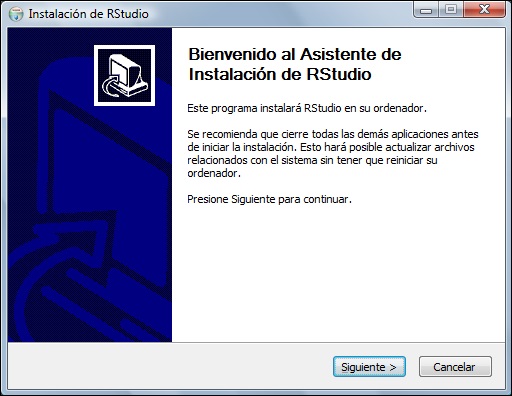 Instalación de RStudio
Bienvenido al Asistente de
Instalación de RStudio
Este programa instalará RStudio en su ordenador.
Se recomienda que cierre todas las demás aplicaciones antes
de iniciar la instalación. Esto hará posible actualizar archivos
relacionados con el sistema sin tener que reiniciar su
ordenador.
Presione Siguiente para continuar.
Siguiente >
Cancelar